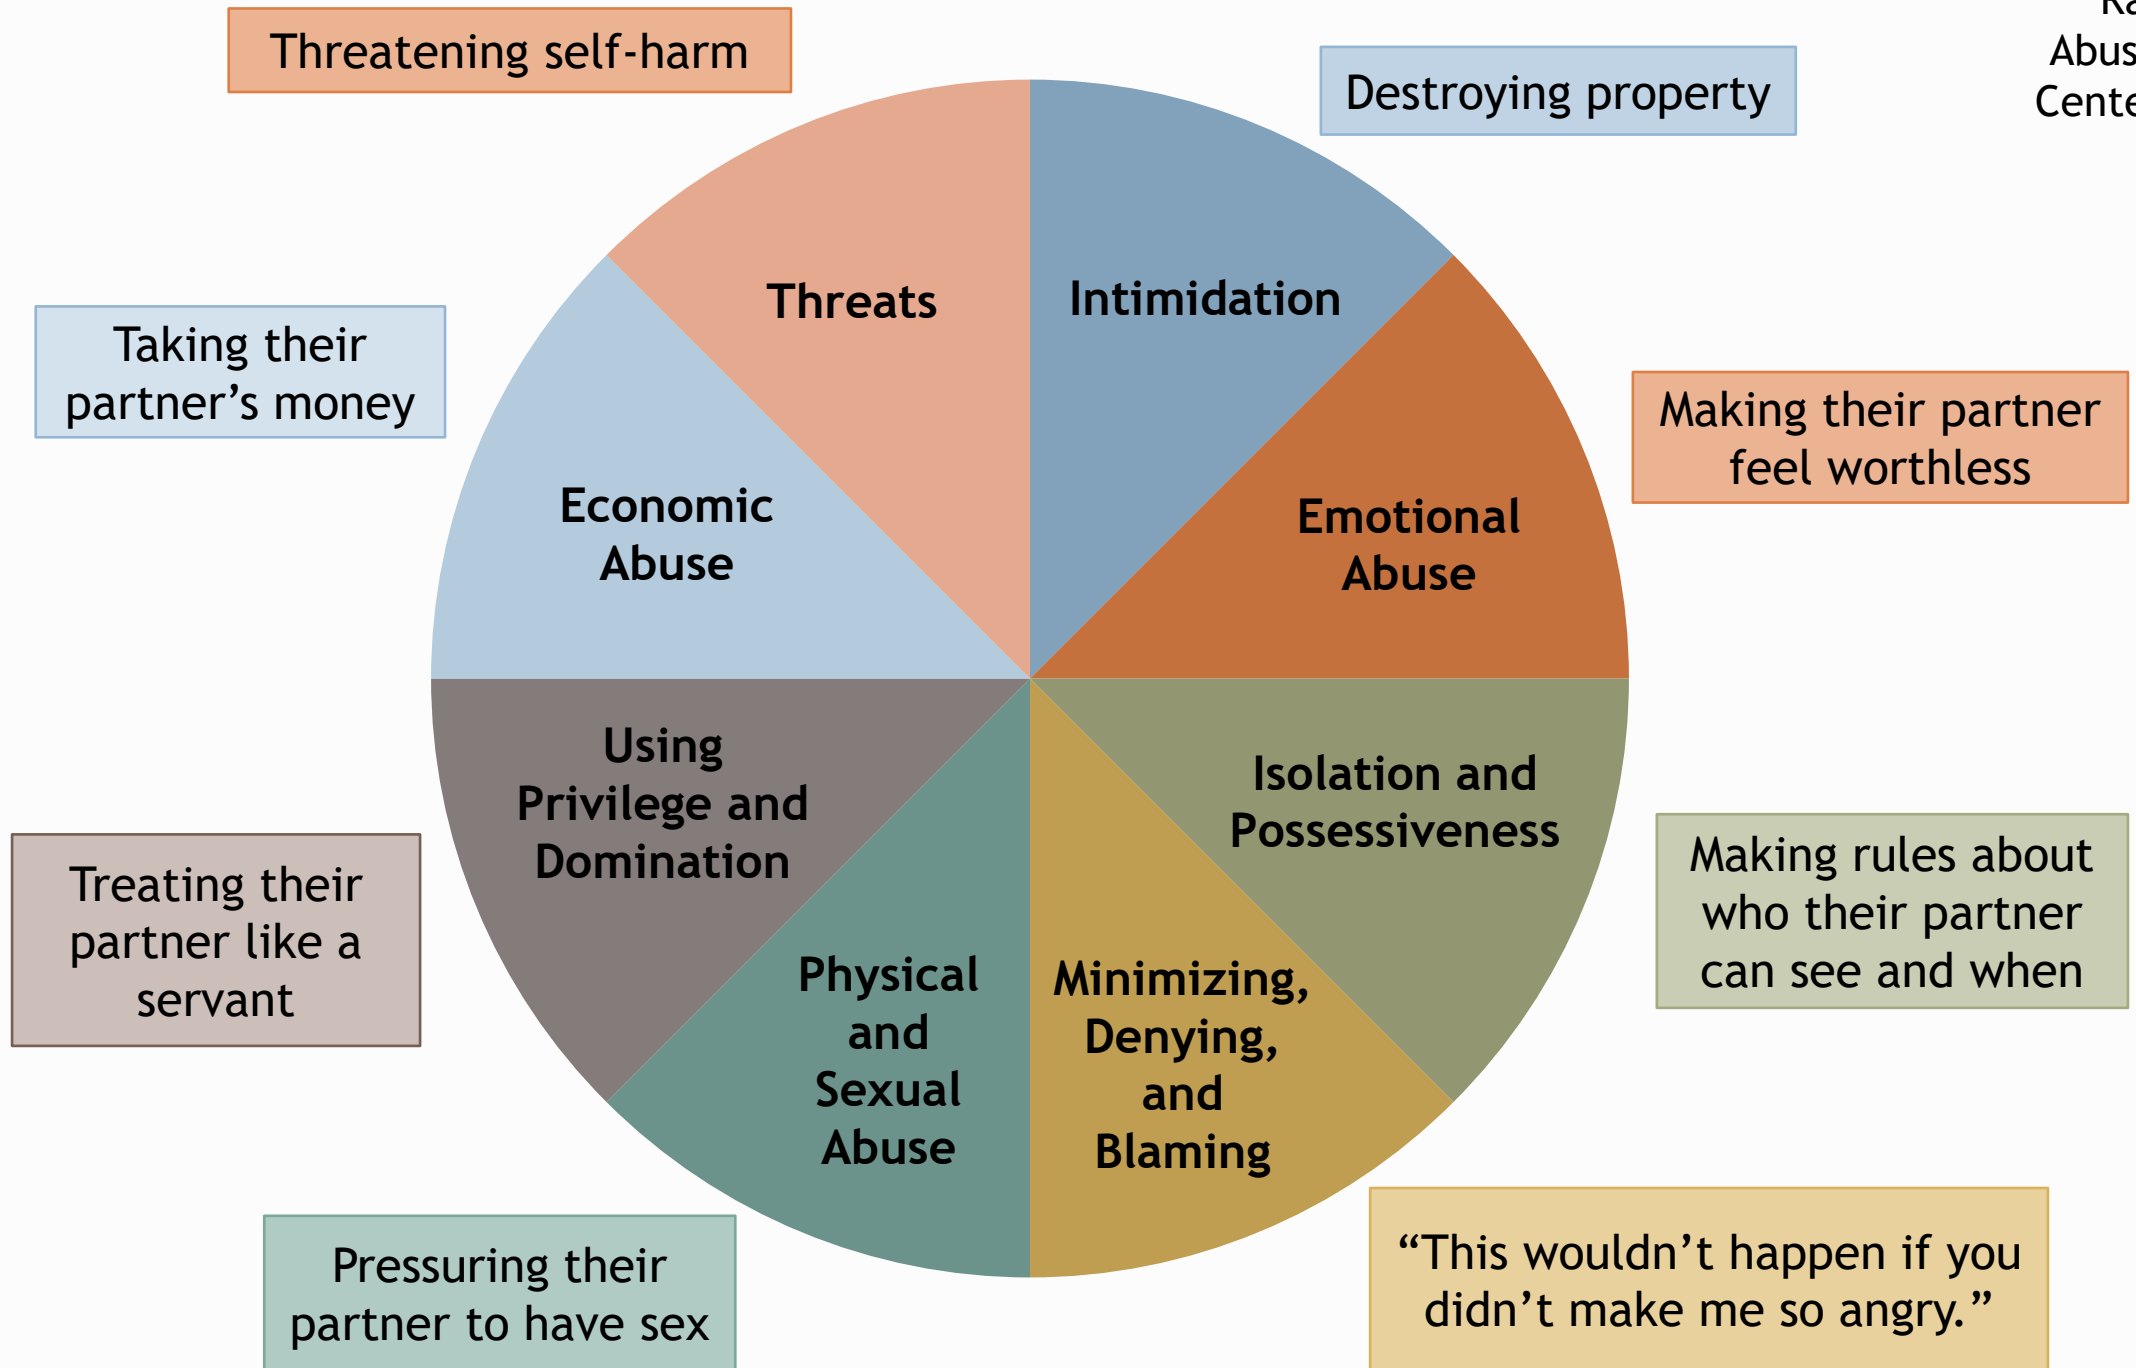 Threatening self-harm
Destroying property
Threats
Intimidation
Taking their
partner’s money
Making their partner
feel worthless
Economic
Abuse
Emotional
Abuse
Using
Privilege and
Domination
Isolation and
Possessiveness
Treating their
partner like a
servant
Making rules about
who their partner
can see and when
Physical
and
Sexual
Abuse
Minimizing,
Denying,
and
Blaming
Pressuring their
partner to have sex
“This wouldn’t happen if you
didn’t make me so angry.”